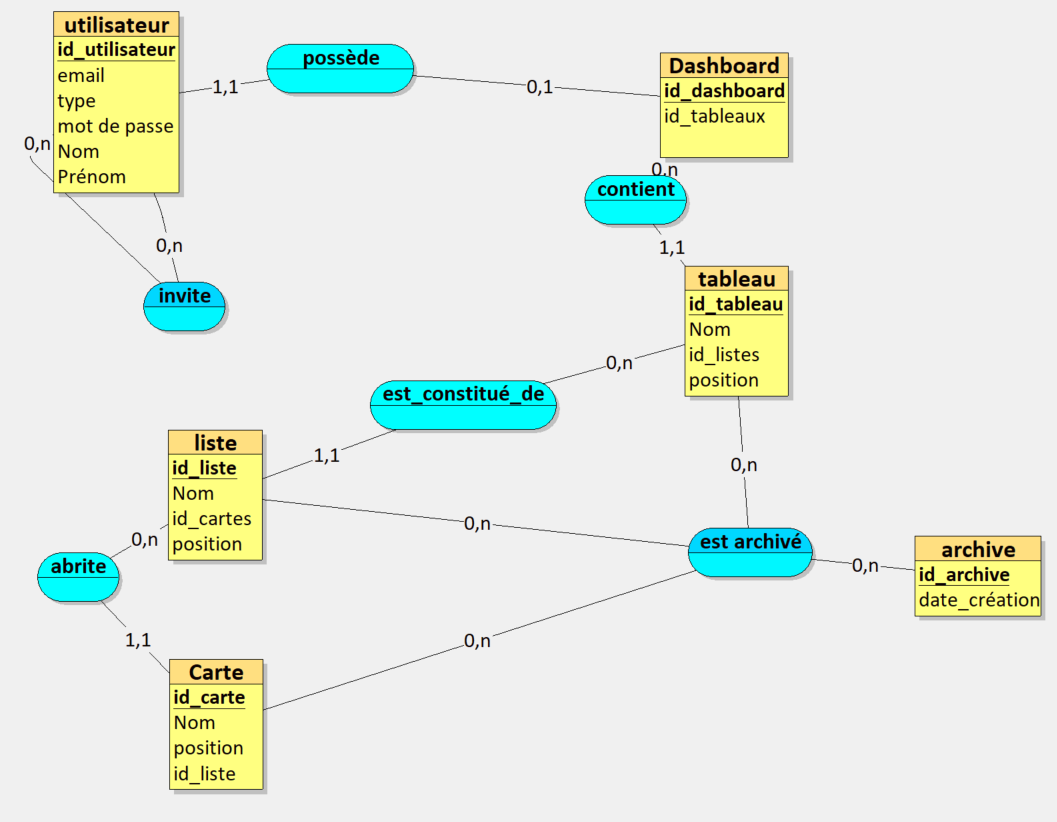 utilisateur
id_utilisateur
email
type
mot de passe
Nom
Prénom
possède
1,1
0,1
Dashboard
id_dashboard
id_tableaux
0,n
0,n
invite
0,n
contient
1,1
tableau
id_tableau
Nom
id_listes
position
0,n
est_constitué_de
1,1
liste
id_liste
Nom
id_cartes
position
0,n
0,n
est archivé
0,n
archive
id_archive
date_création
0,n
abrite
1,1
0,n
Carte
id_carte
Nom
position
id_liste